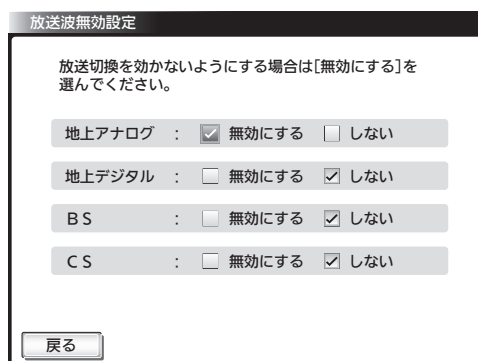 放送波無効設定
放送切換を効かないようにする場合は[無効にする]を
選んでください。
地上アナログ : 無効にする しない
地上デジタル : 無効にする しない
BS : 無効にする しない
CS : 無効にする しない
戻る